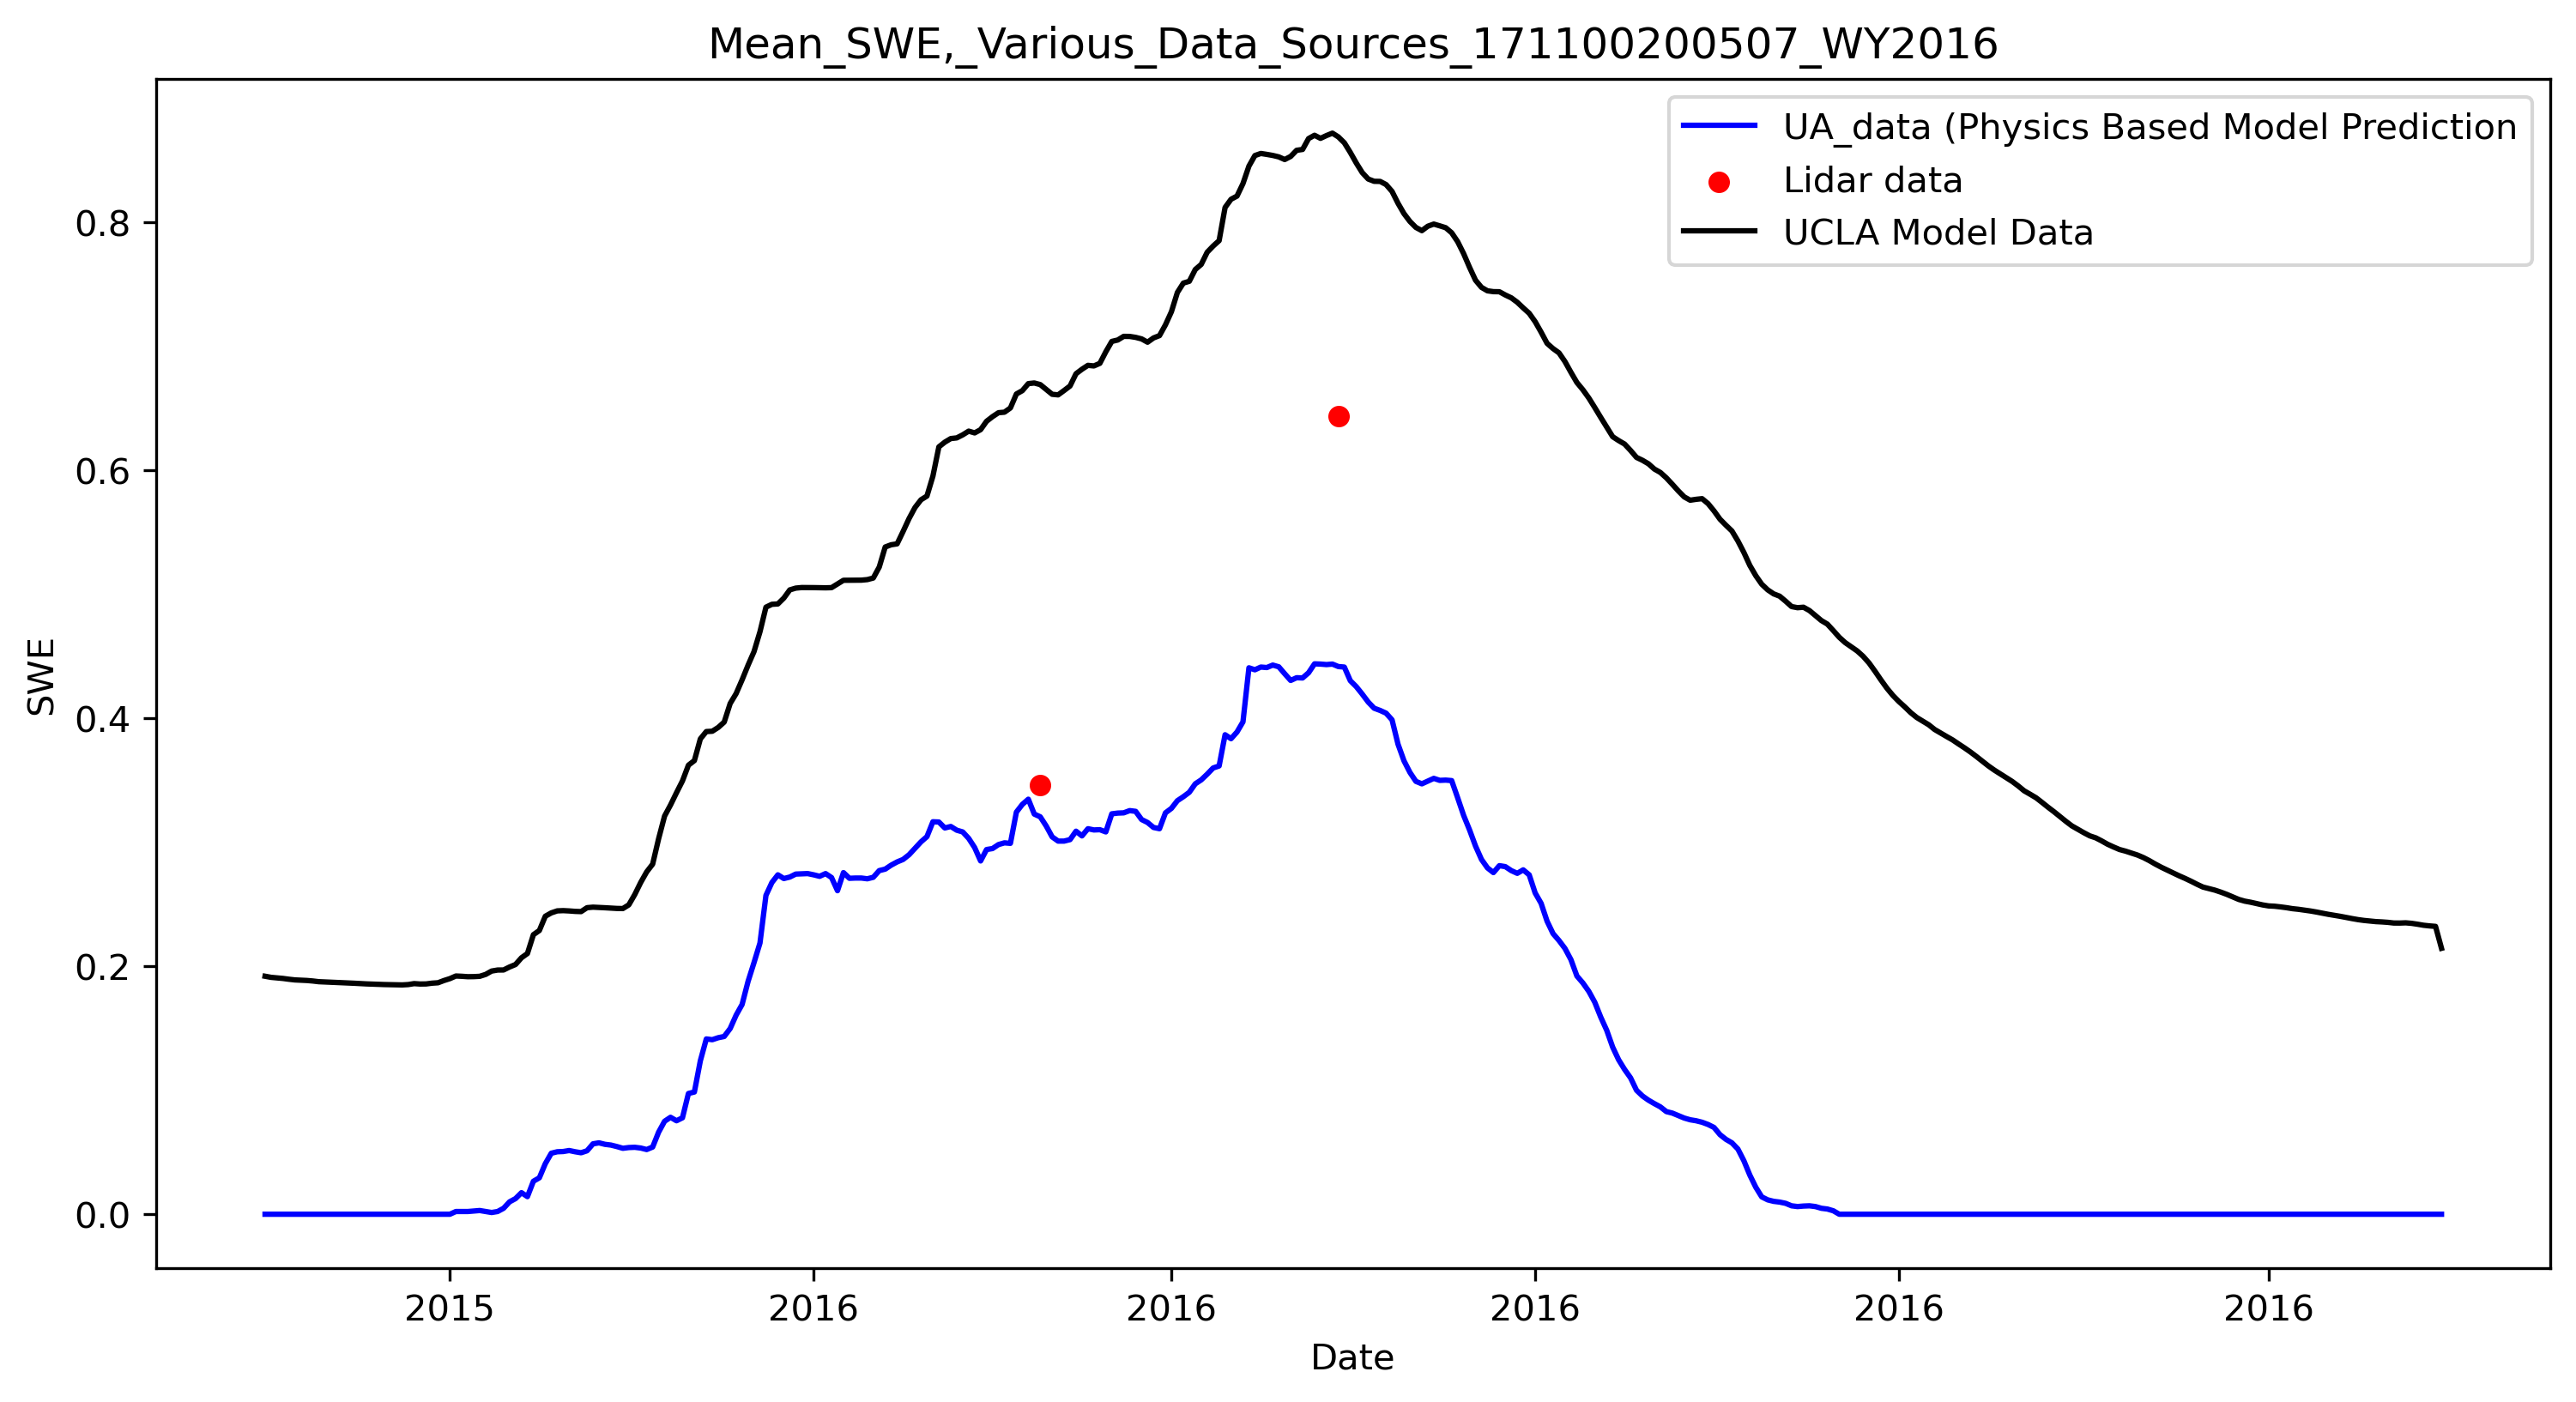 Mean_SWE,_Various_Data_Sources_171100200507_WY2016
UA_data (Physics Based Model Prediction
Lidar data
UCLA Model Data
0.8
0.6
0.4
0.2
0.0
SWE
2015 2016 2016 2016 2016 2016
Date